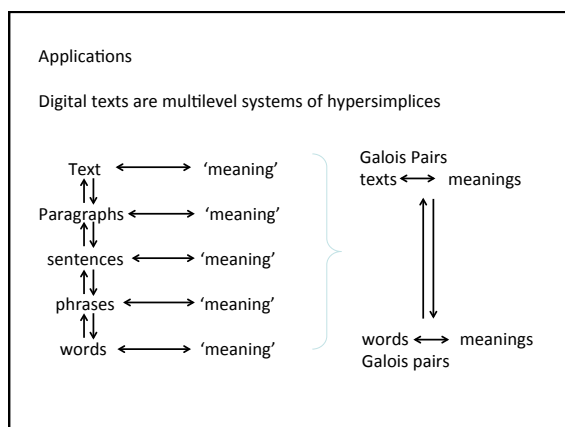 Applications
Digital texts are multilevel systems of hypersimplices
Text ‘meaning’
Paragraphs ‘meaning’
sentences ‘meaning’
phrases ‘meaning’
words ‘meaning’
Galois Pairs
texts meanings
words meanings
Galois pairs